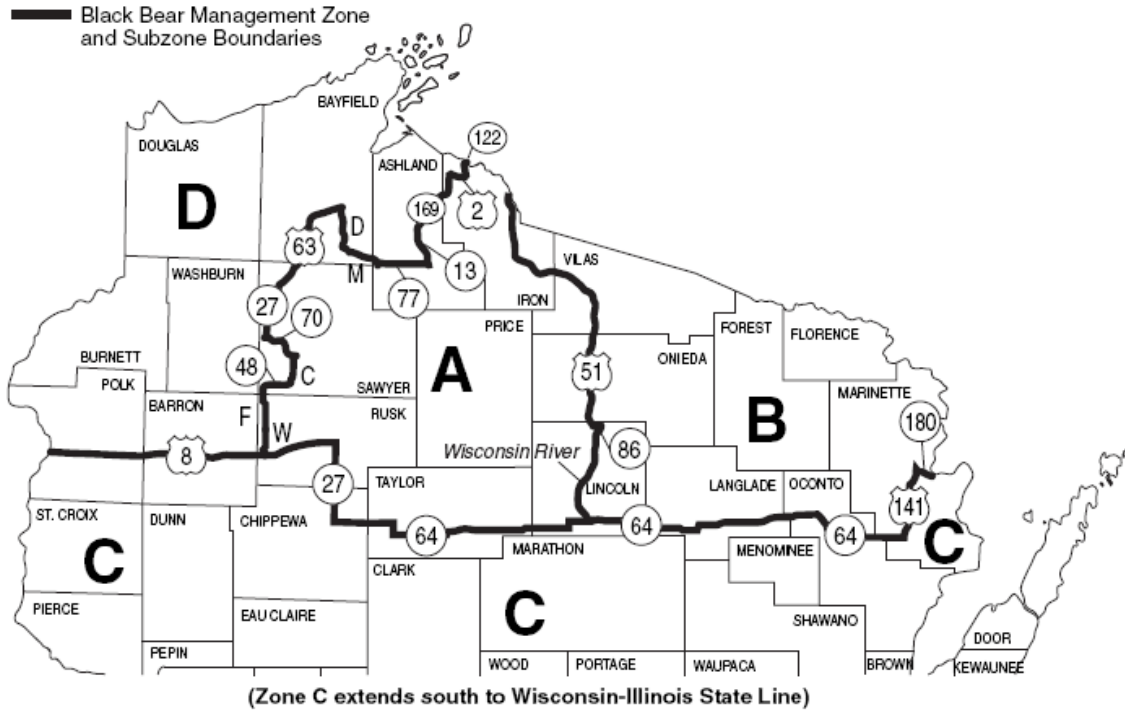 Black Bear Management Zone
and Subzone Boundaries
BAYFIELD
122
DOUGLAS
ASHLAND
D
169
2
D
63
VILAS
WASHBURN
M
13
77
27
70
IRON
PRICE
FOREST
FLORENCE
BURNETT
48
C
A
51
ONIEDA
POLK
SAWYER
MARINETTE
BARRON
F
RUSK
B
180
W
8
Wisconsin River
86
27
TAYLOR
LINCOLN
LANGLADE
OCONTO
141
ST. CROIX
DUNN
CHIPPEWA
64
64
64
C
C
MARATHON
MENOMINEE
CLARK
PIERCE
EAU CLAIRE
C
SHAWANO
DOOR
PEPIN
WOOD
PORTAGE
WAUPACA
BROWN
KEWAUNEE
(Zone C extends south to Wisconsin-Illinois State Line)